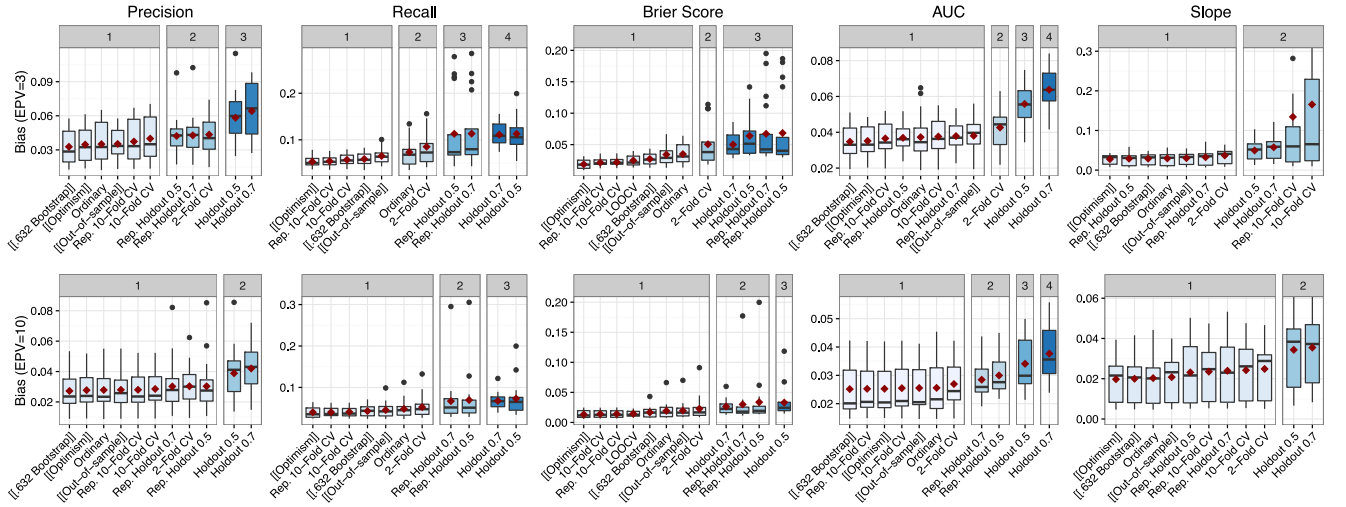 Precision
Recall
Brier Score
AUC
Slope
1 2 3
1 2 3 4
1 2 3
1 2 3 4
1 2
Bias (EPV=3)
0.09
0.06
0.03
0.2
0.1
0.20
0.15
0.10
0.05
0.00
0.08
0.06
0.04
0.02
0.3
0.2
0.1
0.0
[[.632 Bootstrap]]
[[Optimism]]
Ordinary
[[Out-of-sample]]
Rep. 10-Fold CV
10-Fold CV
Rep. Holdout 0.5
Rep. Holdout 0.7
2-Fold CV
Holdout 0.5
Holdout 0.7
[[Optimism]]
Rep. 10-Fold CV
10-Fold CV
[[.632 Bootstrap]]
[[Out-of-sample]]
Ordinary
2-Fold CV
Rep. Holdout 0.5
Rep. Holdout 0.7
Holdout 0.7
Holdout 0.5
[[Optimism]]
Rep. 10-Fold CV
10-Fold CV
LOOCV
[[.632 Bootstrap]]
[[Out-of-sample]]
Ordinary
2-Fold CV
Holdout 0.7
Holdout 0.5
Rep. Holdout 0.7
Rep. Holdout 0.5
[[.632 Bootstrap]]
[[Optimism]]
Ordinary
Rep. Holdout 0.5
Rep. 10-Fold CV
10-Fold CV
Rep. Holdout 0.7
[[Out-of-sample]]
2-Fold CV
Holdout 0.5
Holdout 0.7
[[Optimism]]
Rep. Holdout 0.5
[[.632 Bootstrap]]
Ordinary
[[Out-of-sample]]
Rep. Holdout 0.7
2-Fold CV
Holdout 0.5
Holdout 0.7
Rep. 10-Fold CV
10-Fold CV
1 2
1 2 3
1 2 3
1 2 3 4
1 2
Bias (EPV=10)
0.08
0.06
0.04
0.02
0.3
0.2
0.1
0.20
0.15
0.10
0.05
0.00
0.05
0.04
0.03
0.02
0.06
0.04
0.02
0.00
[[.632 Bootstrap]]
[[Optimism]]
Ordinary
[[Out-of-sample]]
Rep. 10-Fold CV
10-Fold CV
Rep. Holdout 0.7
2-Fold CV
Rep. Holdout 0.5
Holdout 0.5
Holdout 0.7
[[Optimism]]
Rep. 10-Fold CV
10-Fold CV
[[.632 Bootstrap]]
[[Out-of-sample]]
Ordinary
2-Fold CV
Rep. Holdout 0.7
Rep. Holdout 0.5
Holdout 0.7
Holdout 0.5
[[Optimism]]
10-Fold CV
Rep. 10-Fold CV
LOOCV
[[.632 Bootstrap]]
[[Out-of-sample]]
Ordinary
2-Fold CV
Holdout 0.7
Rep. Holdout 0.7
Rep. Holdout 0.5
Holdout 0.5
[[.632 Bootstrap]]
Rep. 10-Fold CV
10-Fold CV
[[Optimism]]
[[Out-of-sample]]
Ordinary
2-Fold CV
Rep. Holdout 0.7
Rep. Holdout 0.5
Holdout 0.5
Holdout 0.7
[[Optimism]]
[[.632 Bootstrap]]
Ordinary
[[Out-of-sample]]
Rep. Holdout 0.5
Rep. 10-Fold CV
Rep. Holdout 0.7
10-Fold CV
2-Fold CV
Holdout 0.5
Holdout 0.7